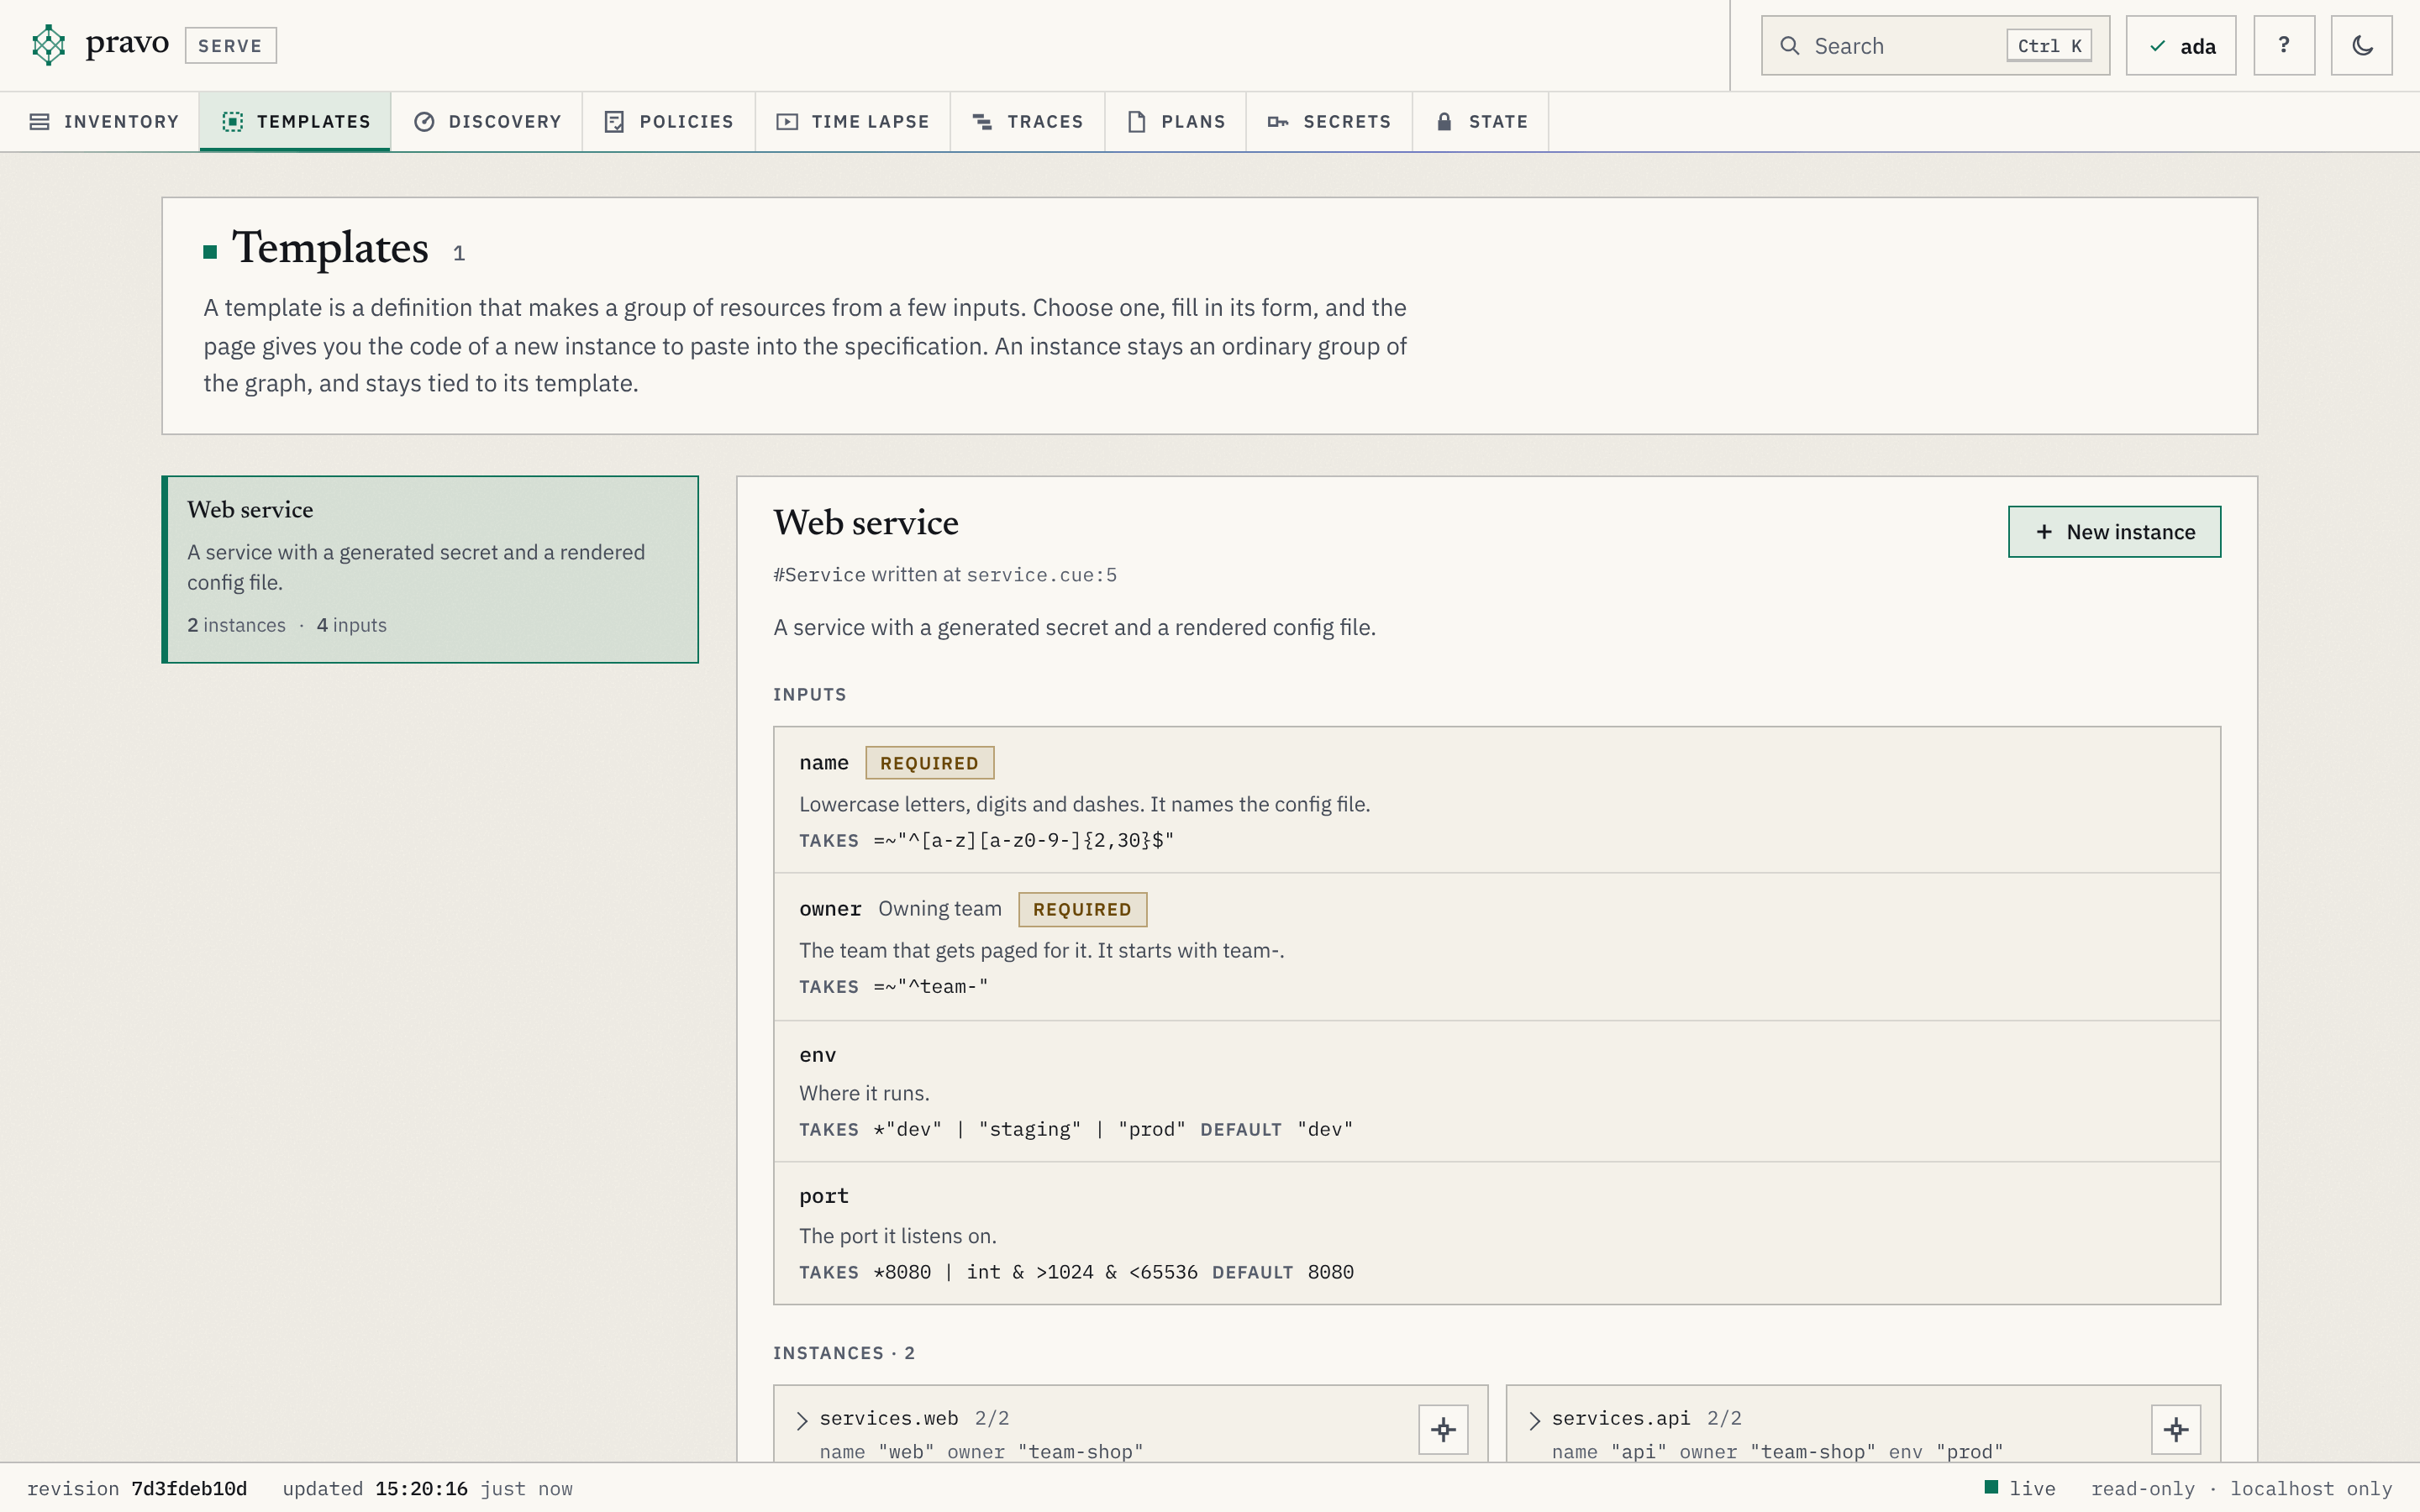 pravo SERVE
Search Ctrl K
ada
?
INVENTORY TEMPLATES DISCOVERY POLICIES TIME LAPSE TRACES PLANS SECRETS STATE
Templates 1
A template is a definition that makes a group of resources from a few inputs. Choose one, fill in its form, and the
page gives you the code of a new instance to paste into the specification. An instance stays an ordinary group of
the graph, and stays tied to its template.
Web service
A service with a generated secret and a rendered
config file.
2 instances · 4 inputs
Web service
+ New instance
#Service written at service.cue:5
A service with a generated secret and a rendered config file.
INPUTS
name REQUIRED
Lowercase letters, digits and dashes. It names the config file.
TAKES =~"^[a-z][a-z0-9-]{2,30}$"
owner Owning team REQUIRED
The team that gets paged for it. It starts with team-.
TAKES =~"^team-"
env
Where it runs.
TAKES *"dev" | "staging" | "prod" DEFAULT "dev"
port
The port it listens on.
TAKES *8080 | int & >1024 & <65536 DEFAULT 8080
INSTANCES · 2
services.web 2/2
name "web" owner "team-shop"
services.api 2/2
name "api" owner "team-shop" env "prod"
revision 7d3fdeb10d updated 15:20:16 just now
live read-only · localhost only